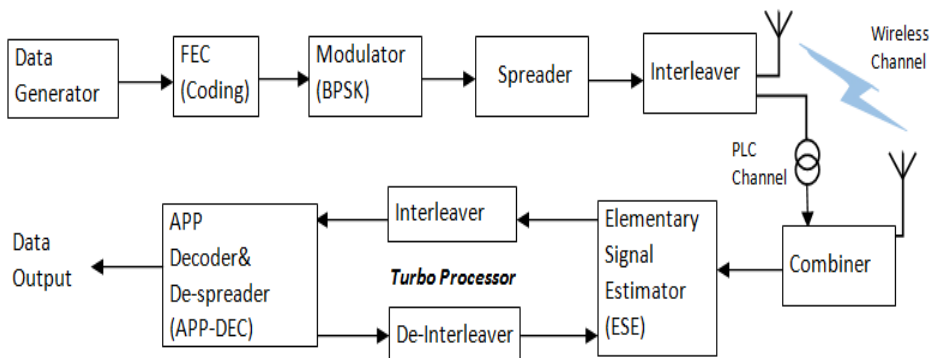 Data
Generator
FEC
(Coding)
Modulator
(BPSK)
Spreader
Interleaver
Wireless
Channel
PLC
Channel
Data
Output
APP
Decoder&
De-spreader
(APP-DEC)
Interleaver
Turbo Processor
De-Interleaver
Elementary
Signal
Estimator
(ESE)
Combiner